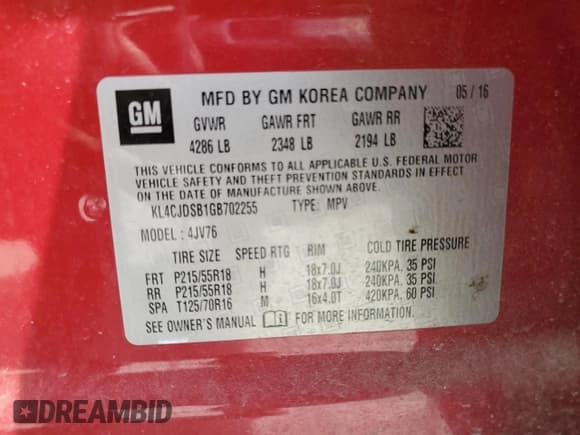 GM
MFD BY GM KOREA COMPANY 05 / 16
GVWR GAWR FRT GAWR RR
4286 LB 2348 LB 2194 LB
THIS VEHICLE CONFORMS TO ALL APPLICABLE U.S. FEDERAL MOTOR
VEHICLE SAFETY AND THEFT PREVENTION STANDARDS IN EFFECT
ON THE DATE OF MANUFACTURE SHOWN ABOVE.
KL4CJDSB1GB702255 TYPE: MPV
MODEL : 4JV76
TIRE SIZE SPEED RTG RIM COLD TIRE PRESSURE
FRT P215/55R18 H 18x7.0J 240KPA, 35 PSI
RR P215/55R18 H 18x7.0J 240KPA, 35 PSI
SPA T125/70R16 M 16x4.0T 420KPA, 60 PSI
SEE OWNER'S MANUAL FOR MORE INFORMATION.
DREAMBID